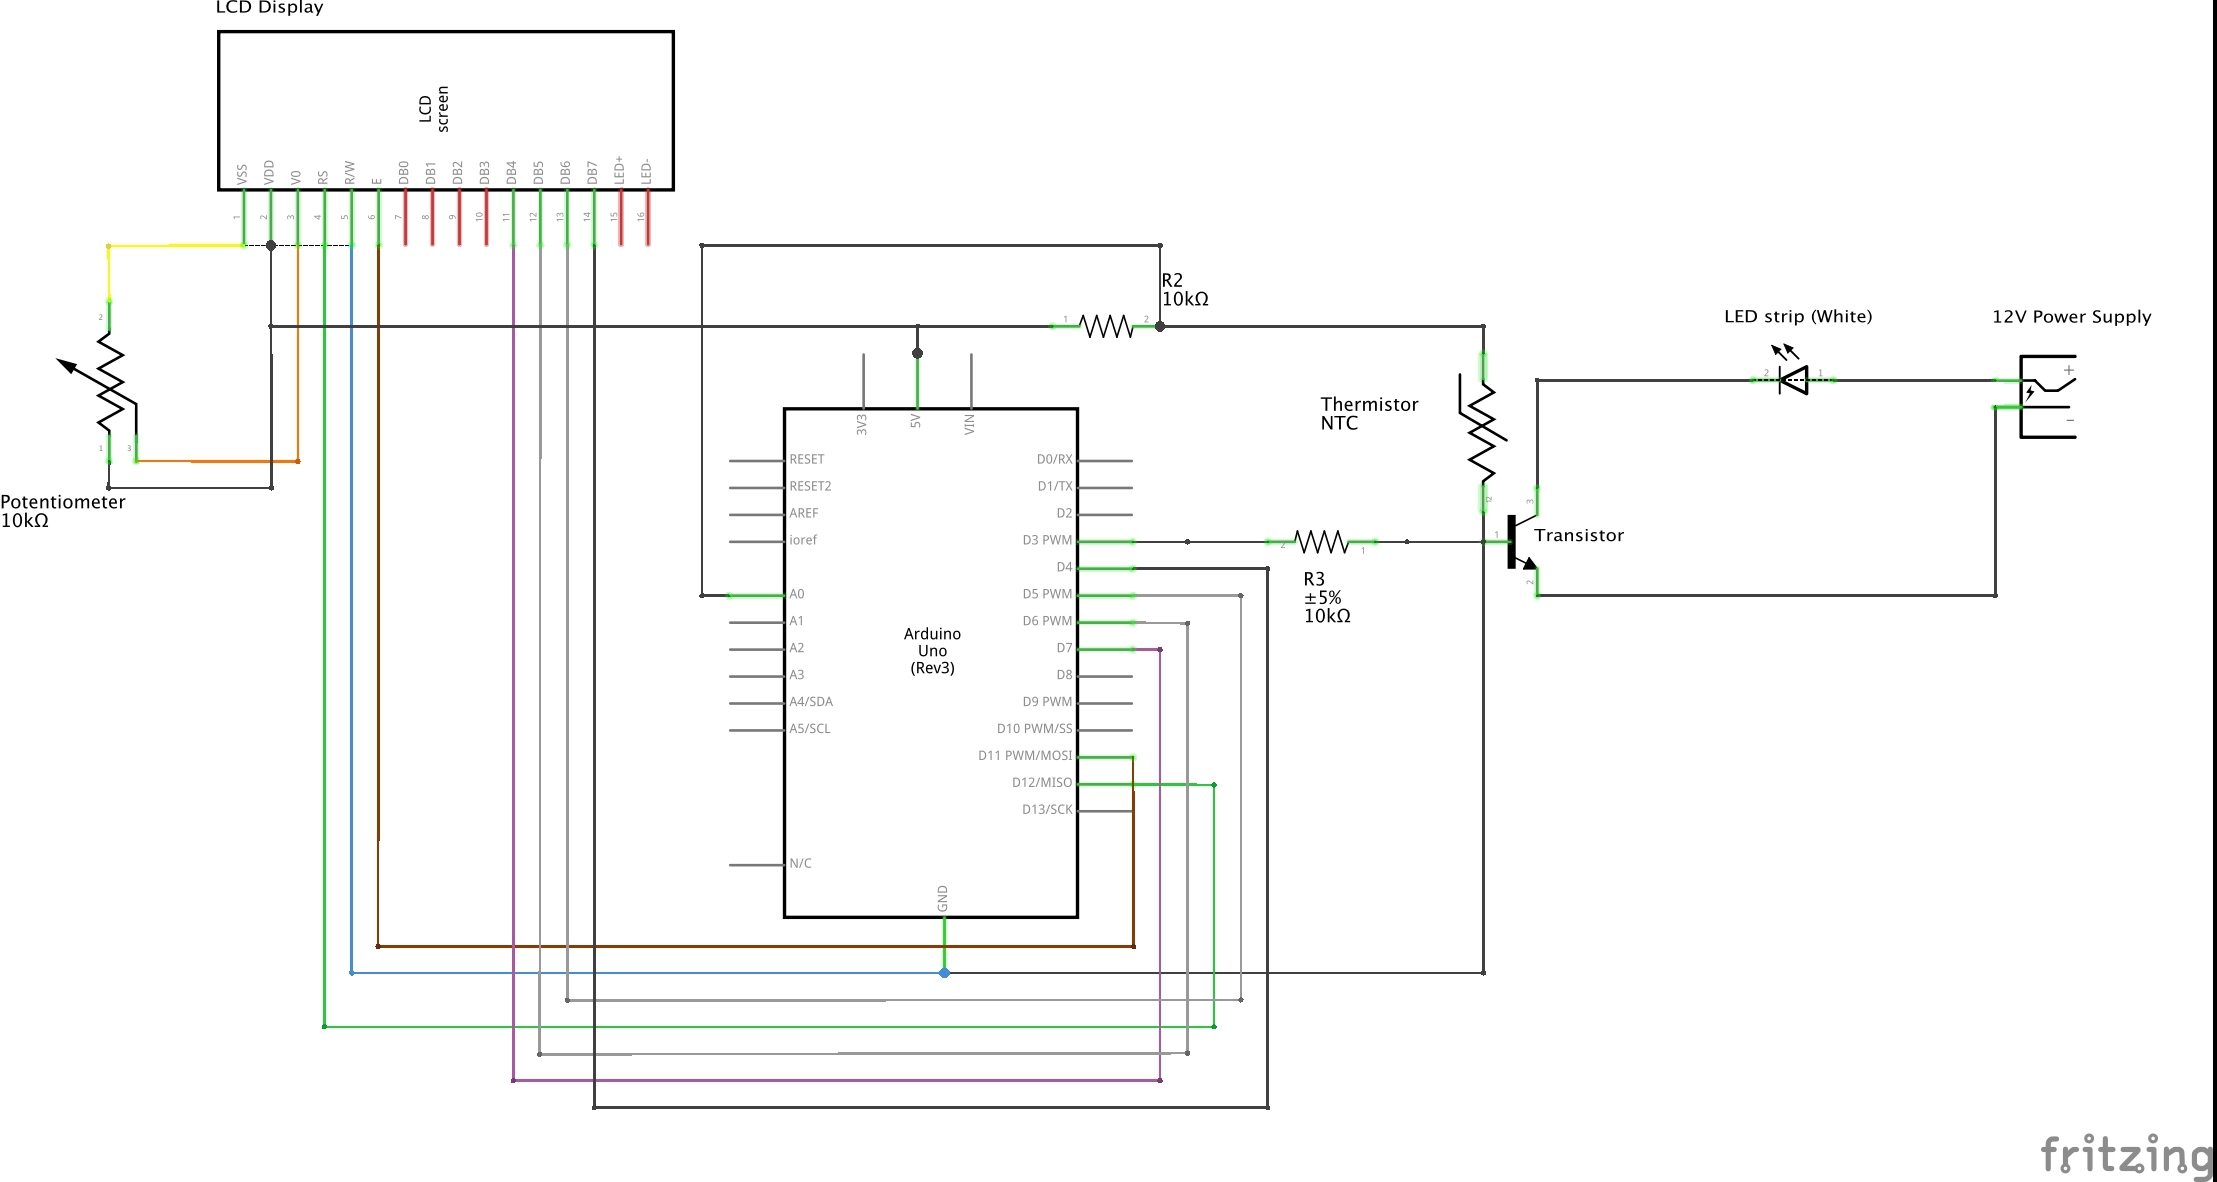 LCD Display
LCD
screen
VSS
VDD
V0
RS
R/W
E
DB0
DB1
DB2
DB3
DB4
DB5
DB6
DB7
LED+
LED-
1
2
3
4
5
6
7
8
9
10
11
12
13
14
15
16
R2
10kΩ
1
2
2
1
3
Potentiometer
10kΩ
Thermistor
NTC
LED strip (White)
2
1
12V Power Supply
+
-
3V3
5V
VIN
RESET
RESET2
AREF
ioref
A0
A1
A2
A3
A4/SDA
A5/SCL
N/C
Arduino
Uno
(Rev3)
D0/RX
D1/TX
D2
D3 PWM
D4
D5 PWM
D6 PWM
D7
D8
D9 PWM
D10 PWM/SS
D11 PWM/MOSI
D12/MISO
D13/SCK
GND
2
1
R3
±5%
10kΩ
1
3
2
Transistor
fritzing